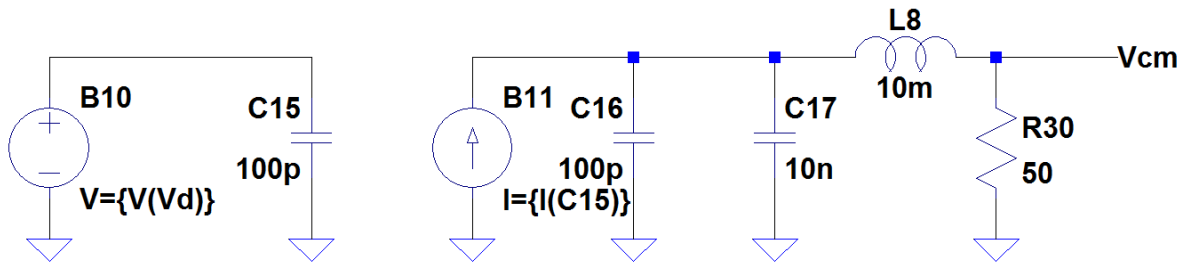 L8
Vcm
B10
C15
B11
C16
C17
10m
R30
100p
100p
10n
50
V={V(Vd)}
I={I(C15)}